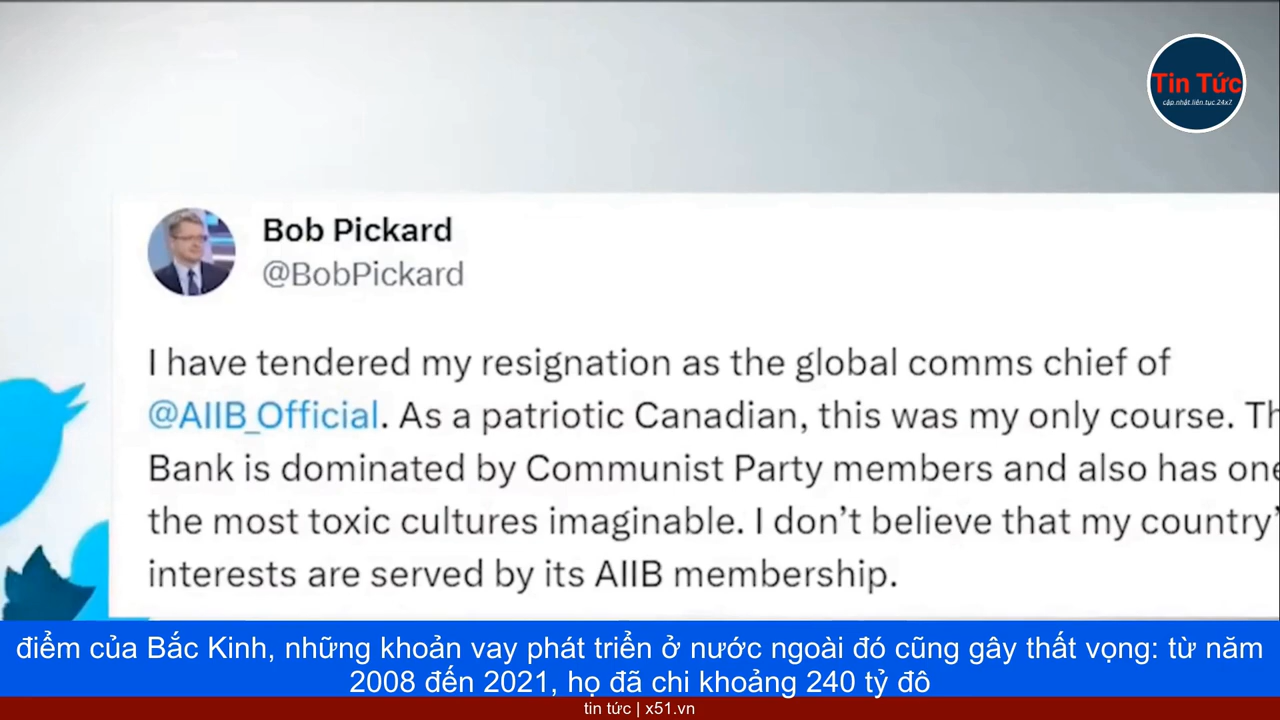 Tin Tức
cập nhật liên tục 24x7
Bob Pickard
@BobPickard
I have tendered my resignation as the global comms chief of
@AIIB_Official. As a patriotic Canadian, this was my only course. Th
Bank is dominated by Communist Party members and also has one
the most toxic cultures imaginable. I don’t believe that my country’
interests are served by its AIIB membership.
điểm của Bắc Kinh, những khoản vay phát triển ở nước ngoài đó cũng gây thất vọng: từ năm
2008 đến 2021, họ đã chi khoảng 240 tỷ đô
tin tức | x51.vn